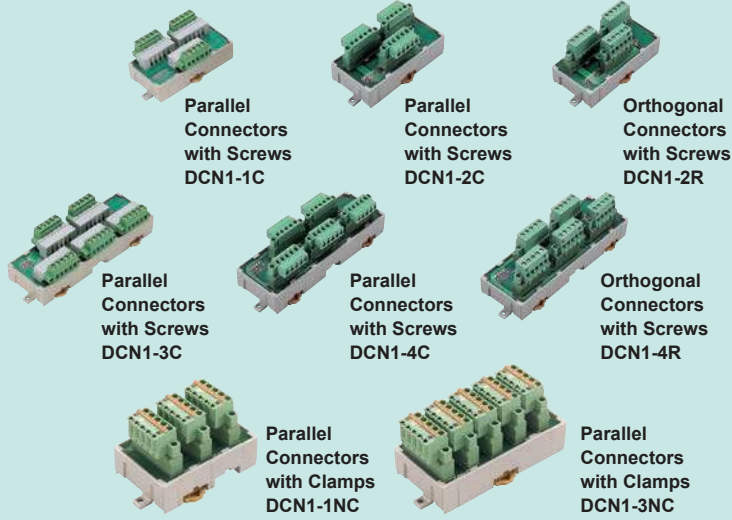 Parallel
Connectors
with Screws
DCN1-1C
Parallel
Connectors
with Screws
DCN1-2C
Orthogonal
Connectors
with Screws
DCN1-2R
Parallel
Connectors
with Screws
DCN1-3C
Parallel
Connectors
with Screws
DCN1-4C
Orthogonal
Connectors
with Screws
DCN1-4R
Parallel
Connectors
with Clamps
DCN1-1NC
Parallel
Connectors
with Clamps
DCN1-3NC